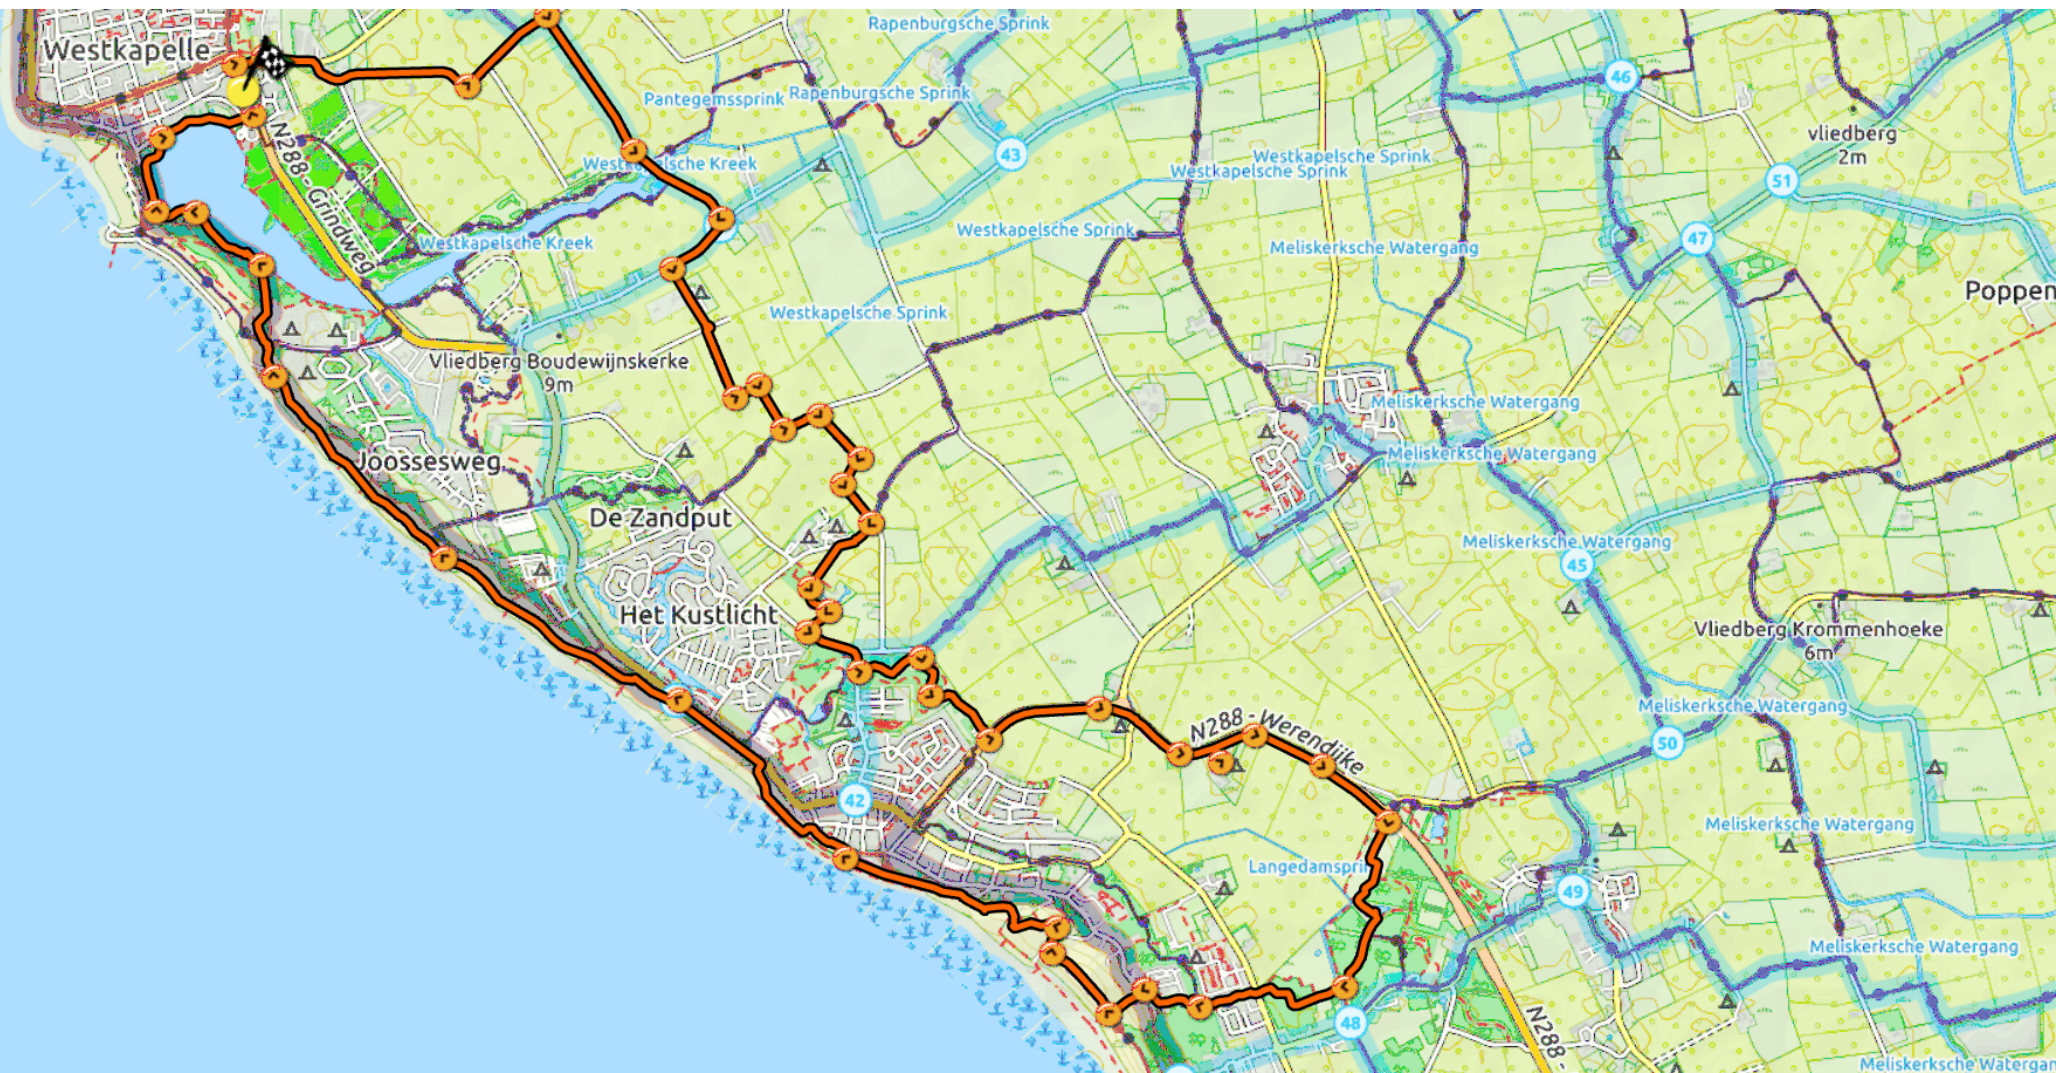 Rapenburgsche Sprink
Westkapelle
46
Pantegemssprink
Rapenburgsche Sprink
vliedberg
2m
N288 - Grindweg
43
Westkapelsche Kreek
Westkapelsche Sprink
Westkapelsche Sprink
51
Westkapelsche Kreek
Westkapelsche Sprink
Meliskerksche Watergang
47
Poppen
Westkapelsche Sprink
Vliedberg Boudewijnskerke
9m
Meliskerksche Watergang
Joossesweg
Meliskerksche Watergang
De Zandput
Meliskerksche Watergang
45
Het Kustlicht
Vliedberg Krommenhoeke
6m
Meliskerksche Watergang
N288 - Werendijke
50
42
Meliskerksche Watergang
Langedamsprin
49
Meliskerksche Watergang
48
N288 -
Meliskerksche Watergan